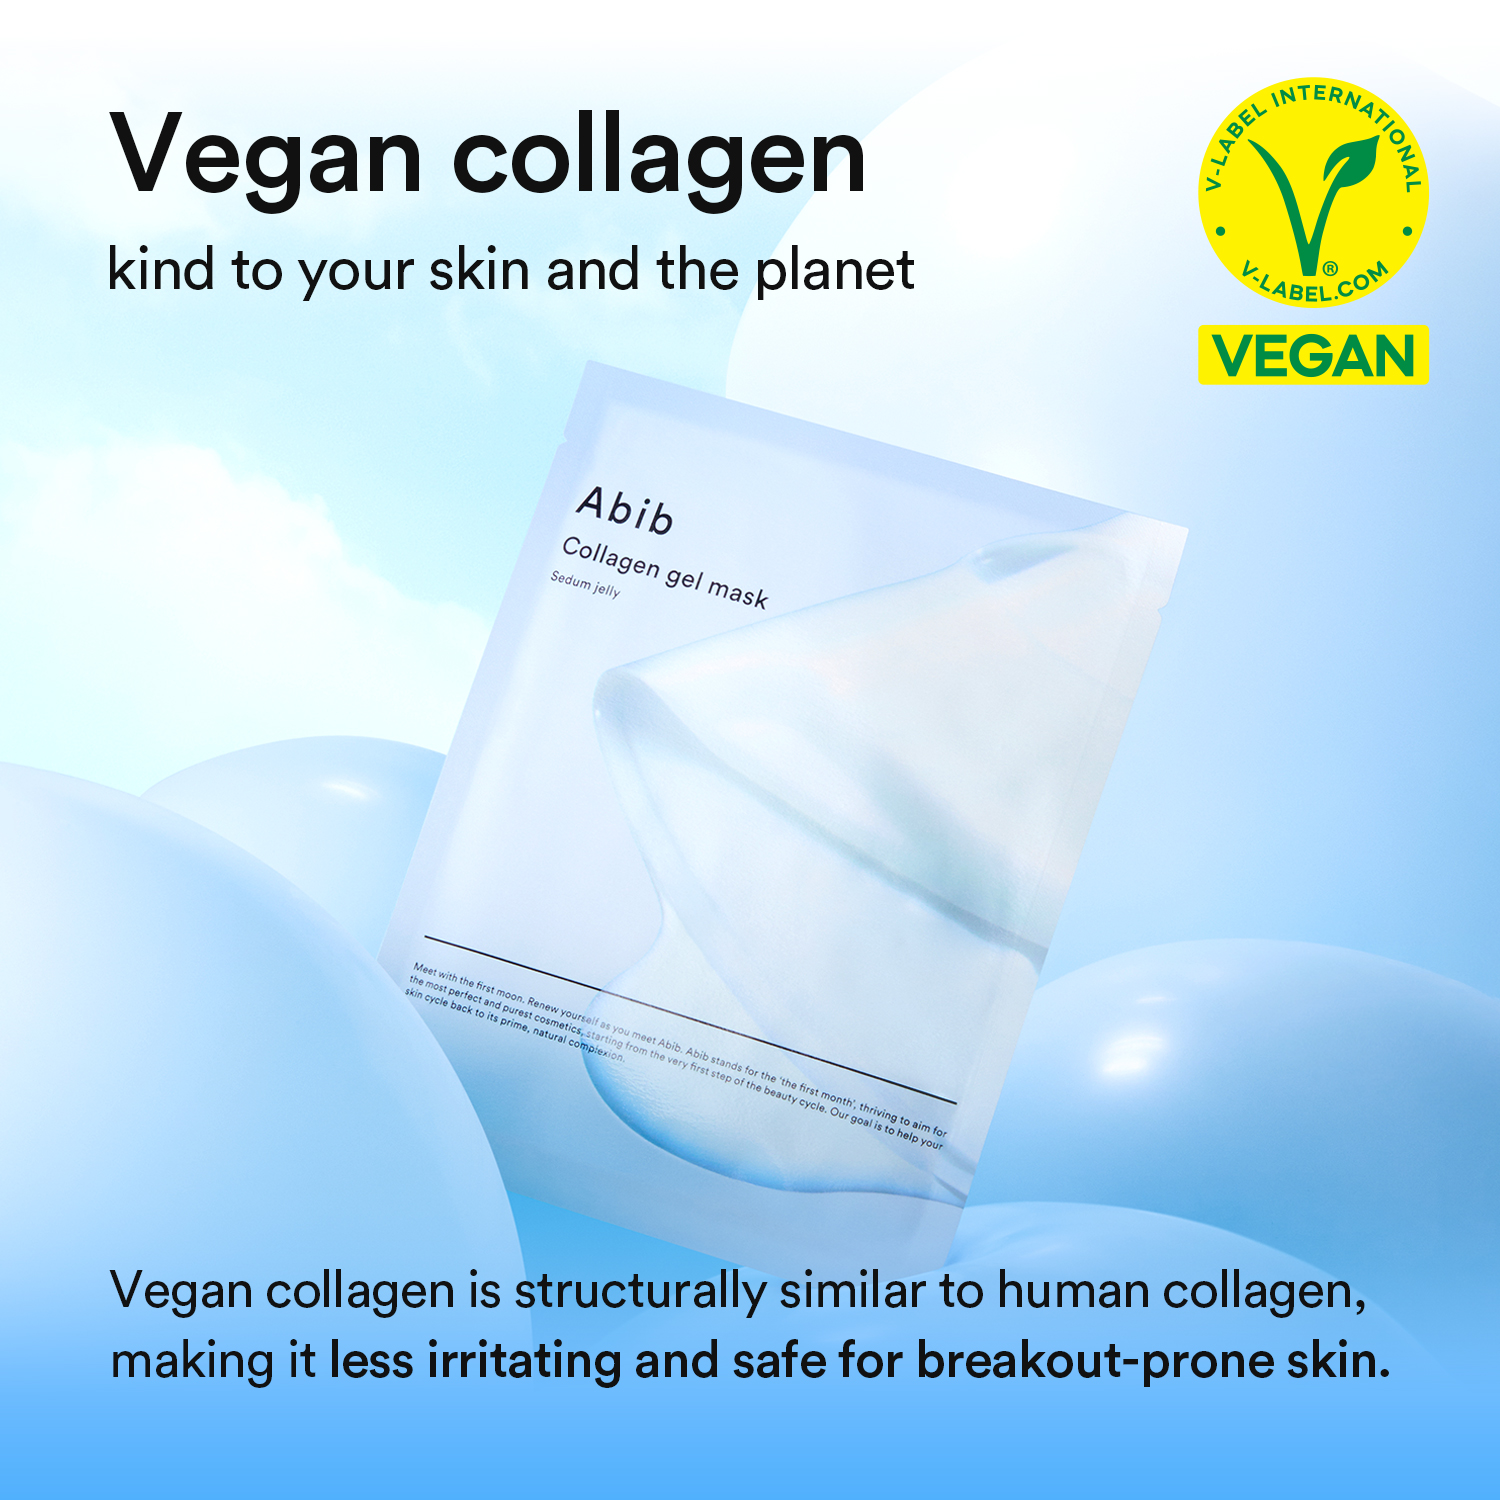 Vegan collagen
kind to your skin and the planet
V-LABEL INTERNATIONAL
V-LABEL.COM
®
VEGAN
Abib
Collagen gel mask
Sedum jelly
Meet with the first moon. Renew yourself as you meet Abib. Abib stands for the 'the first month', thriving to aim for
the most perfect and purest cosmetics, starting from the very first step of the beauty cycle. Our goal is to help your
skin cycle back to its prime, natural complexion.
Vegan collagen is structurally similar to human collagen,
making it less irritating and safe for breakout-prone skin.